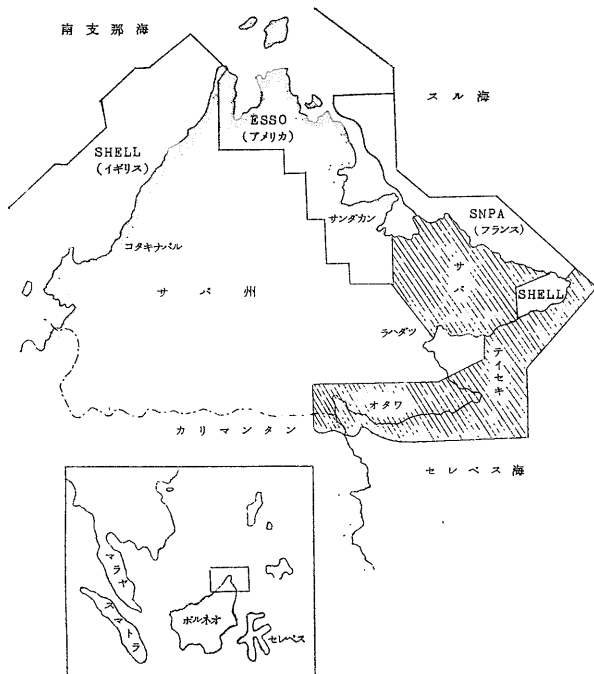 南支那海
スル海
ESSO
(アメリカ)
SHELL
(イギリス)
SNPA
(フランス)
サンダカン
コタキナバル
サバ
SHELL
サバ州
ラハダツ
テイセキ
オタワ
カリマンタン
セレベス海
マラヤ
スマトラ
ボルネオ
セレベス